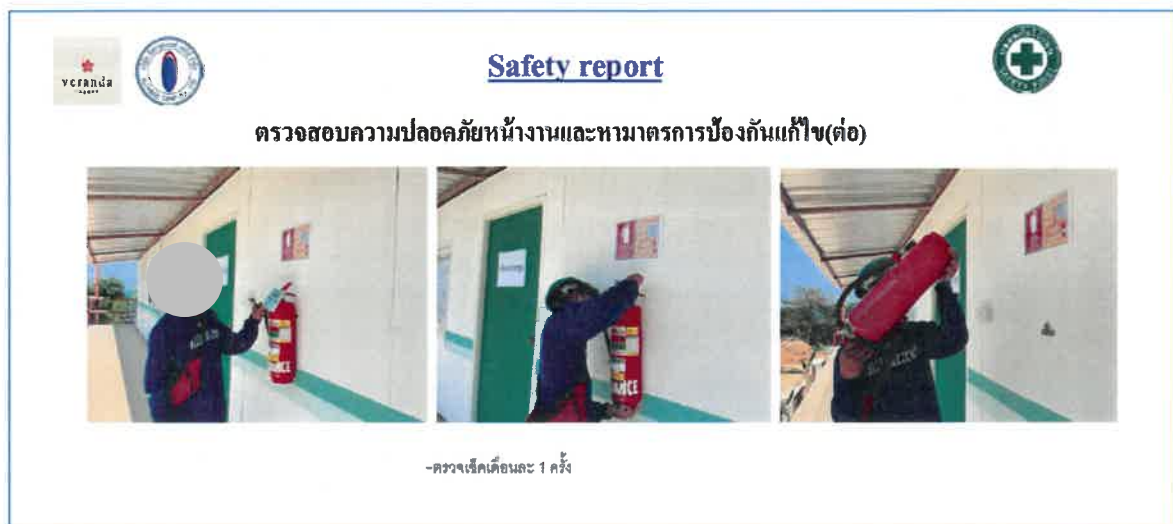 veranda
Safety report
ตรวจสอบความปลอดภัยหน้างานและหามาตรการป้องกันแก้ไข(ต่อ)
-ตรวจเช็คเดือนละ 1 ครั้ง